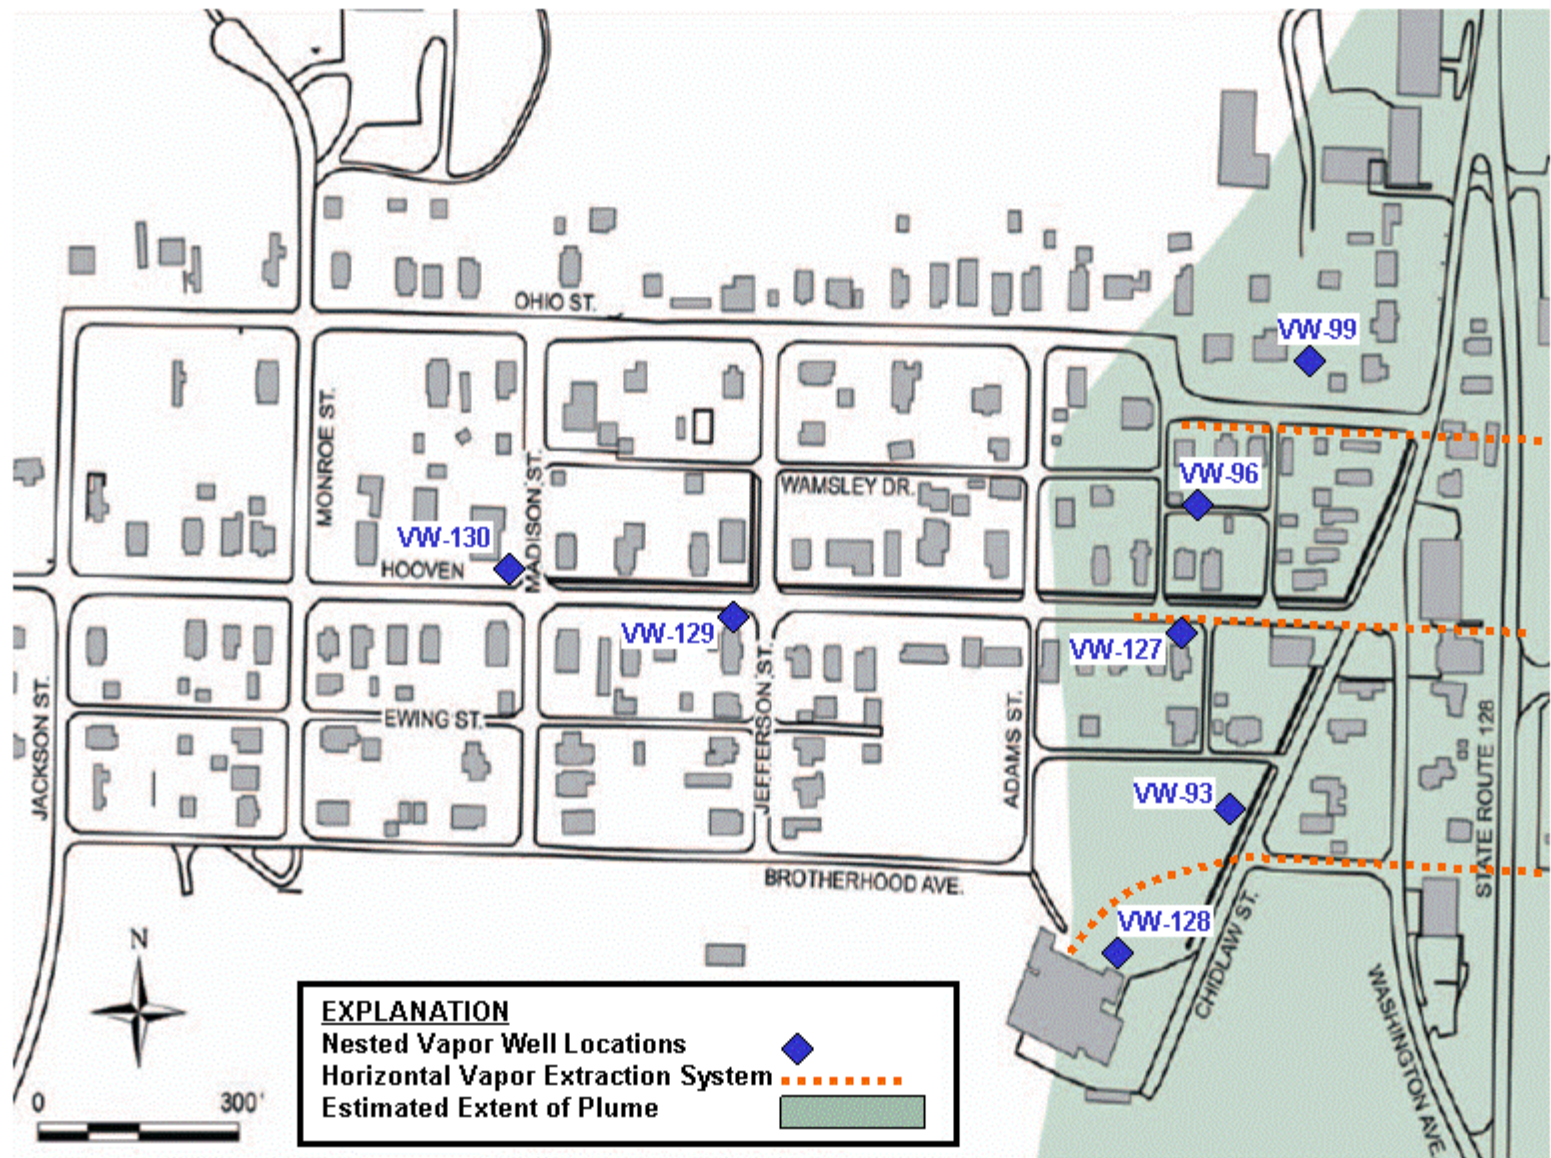 OHIO ST.
VW-99
MONROE ST.
MADISON ST.
WAMSLEY DR.
VW-96
VW-130
HOOVEN
VW-129
VW-127
EWING ST.
JACKSON ST.
JEFFERSON ST.
ADAMS ST.
STATE ROUTE 128
VW-93
BROTHERHOOD AVE.
VW-128
CHIDLAW ST.
WASHINGTON AVE.
N
0 300'
EXPLANATION
Nested Vapor Well Locations
Horizontal Vapor Extraction System
Estimated Extent of Plume